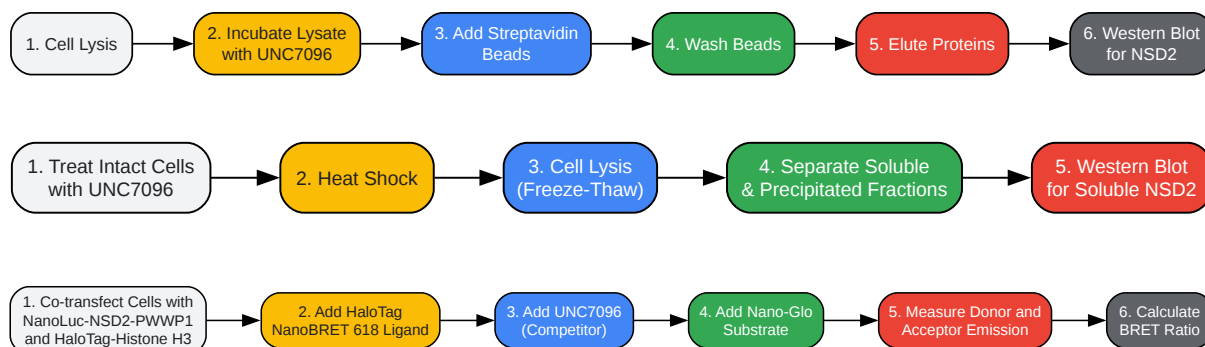 1. Cell Lysis
2. Incubate Lysate
with UNC7096
3. Add Streptavidin
Beads
4. Wash Beads
5. Elute Proteins
6. Western Blot
for NSD2
1. Treat Intact Cells
with UNC7096
2. Heat Shock
3. Cell Lysis
(Freeze-Thaw)
4. Separate Soluble
& Precipitated Fractions
5. Western Blot
for Soluble NSD2
1. Co-transfect Cells with
NanoLuc-NSD2-PWWP1
and HaloTag-Histone H3
2. Add HaloTag
NanoBRET 618 Ligand
3. Add UNC7096
(Competitor)
4. Add Nano-Glo
Substrate
5. Measure Donor and
Acceptor Emission
6. Calculate
BRET Ratio